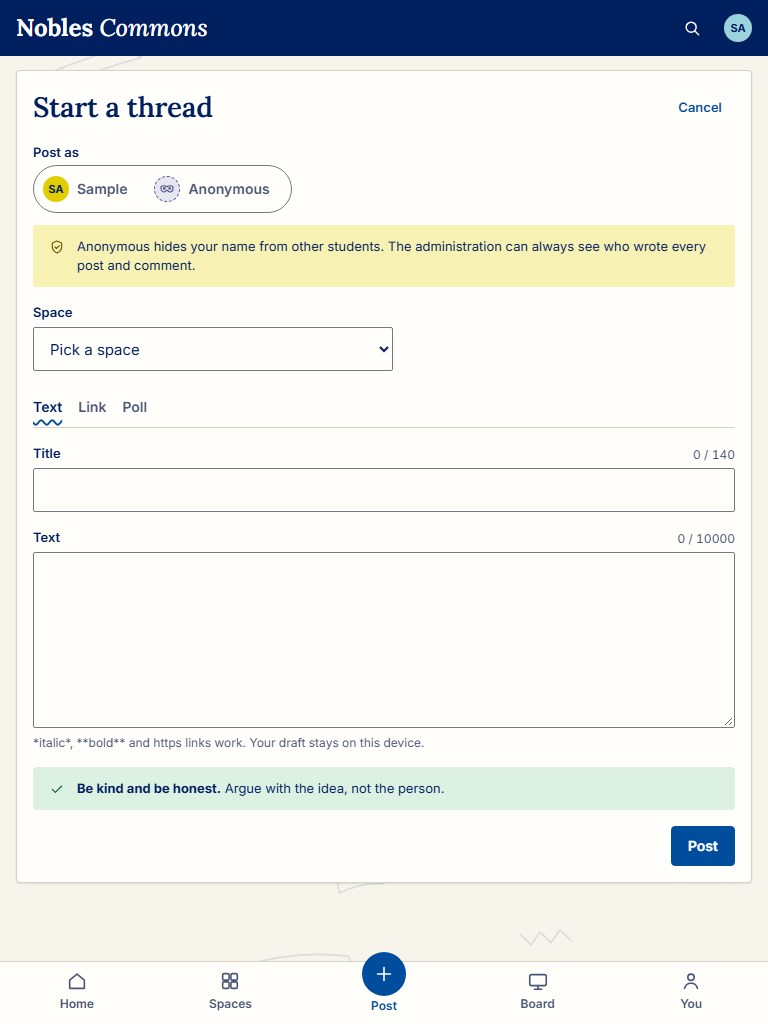 Nobles Commons
SA
Start a thread
Cancel
Post as
SA Sample
Anonymous
Anonymous hides your name from other students. The administration can always see who wrote every
post and comment.
Space
Pick a space
Text Link Poll
Title
0 / 140
Text
0 / 10000
*italic*, **bold** and https links work. Your draft stays on this device.
Be kind and be honest. Argue with the idea, not the person.
Post
Home
Spaces
Post
Board
You